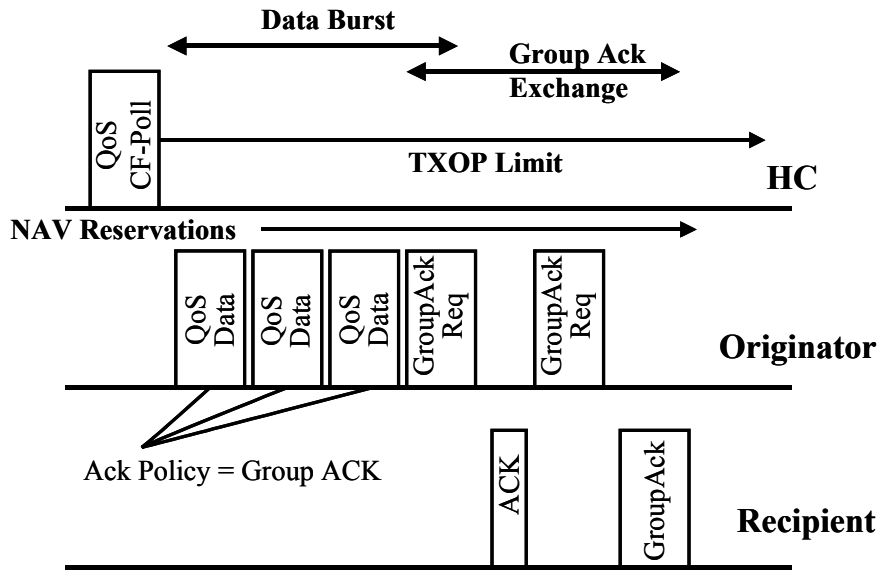 Data Burst
Group Ack
Exchange
QoS
CF-Poll
TXOP Limit
HC
NAV Reservations
QoS
Data
QoS
Data
QoS
Data
GroupAck
Req
GroupAck
Req
Originator
Ack Policy = Group ACK
ACK
GroupAck
Recipient